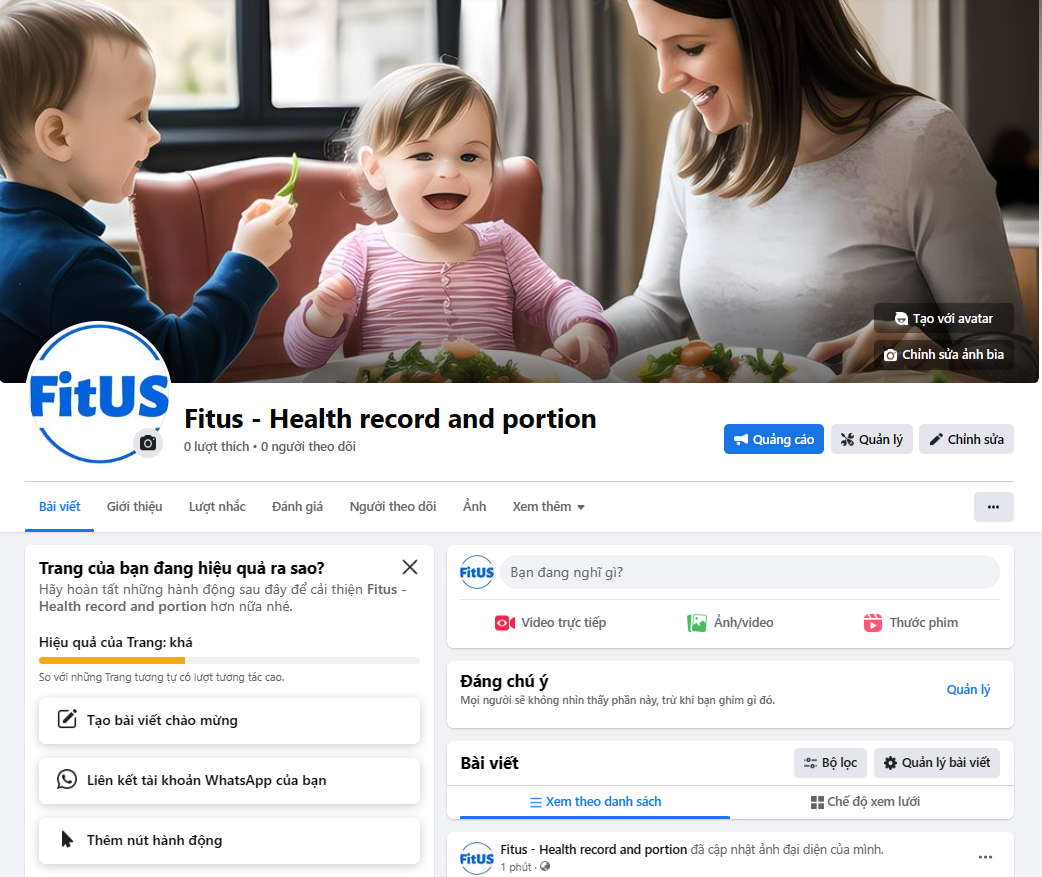 Tạo với avatar
Chỉnh sửa ảnh bìa
FitUS
Fitus - Health record and portion
0 lượt thích • 0 người theo dõi
Quảng cáo
Quản lý
Chỉnh sửa
Bài viết
Giới thiệu
Lượt nhắc
Đánh giá
Người theo dõi
Ảnh
Xem thêm
Trang của bạn đang hiệu quả ra sao?
Hãy hoàn tất những hành động sau đây để cải thiện Fitus -
Health record and portion hơn nữa nhé.
Hiệu quả của Trang: khá
So với những Trang tương tự có lượt tương tác cao.
Tạo bài viết chào mừng
Liên kết tài khoản WhatsApp của bạn
Thêm nút hành động
FitUS
Bạn đang nghĩ gì?
Video trực tiếp
Ảnh/video
Thước phim
Đáng chú ý
Mọi người sẽ không nhìn thấy phần này, trừ khi bạn ghim gì đó.
Quản lý
Bài viết
Bộ lọc
Quản lý bài viết
Xem theo danh sách
Chế độ xem lưới
FitUS
Fitus - Health record and portion đã cập nhật ảnh đại diện của mình.
1 phút ·